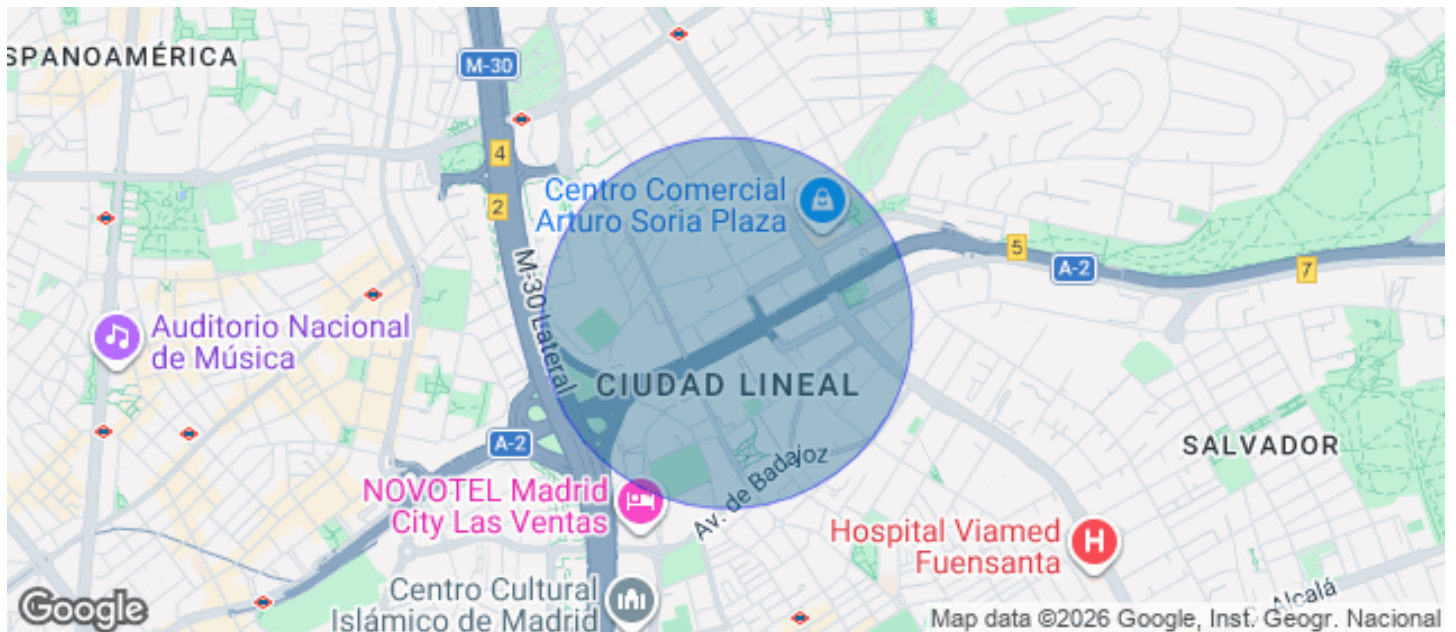 SPANOAMÉRICA
M-30
4
2
Centro Comercial
Arturo Soria Plaza
M-30 Lateral
5
A-2
7
Auditorio Nacional
de Música
CIUDAD LINEAL
A-2
SALVADOR
NOVOTEL Madrid
City Las Ventas
Av. de Badajoz
Hospital Viamed
Fuensanta
H
Centro Cultural
Islámico de Madrid
Alcalá
Google
Map data ©2026 Google, Inst. Geogr. Nacional